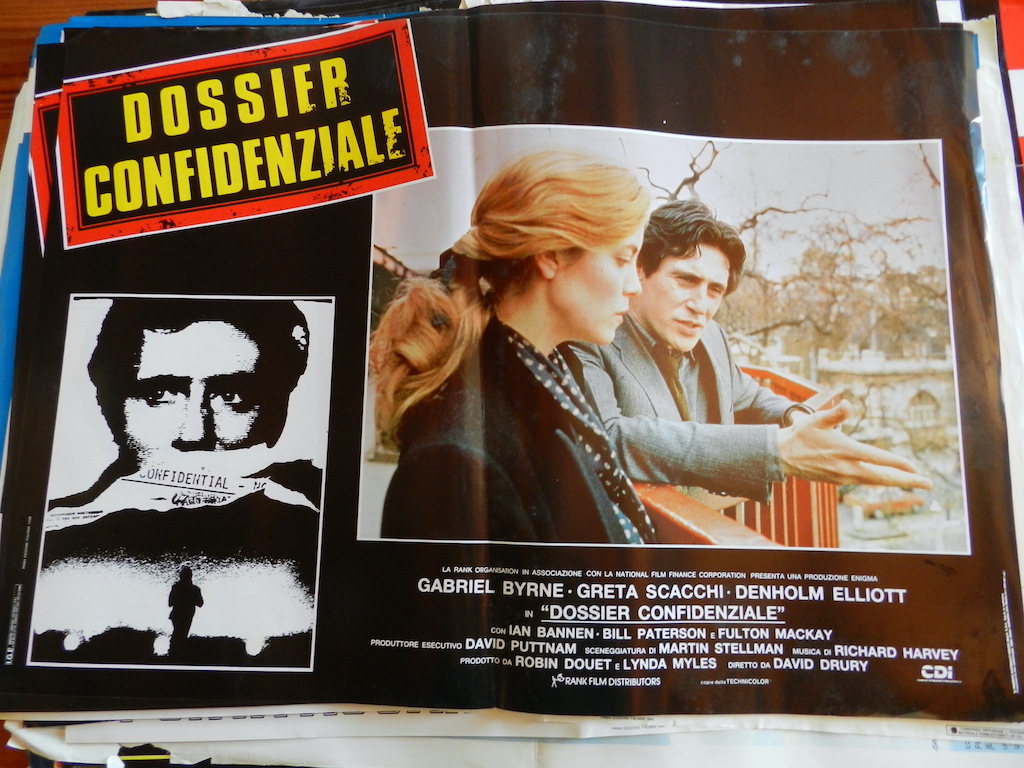 DOSSIER
CONFIDENZIALE
CONFIDENTIAL
LA RANK ORGANISATION IN ASSOCIAZIONE CON LA NATIONAL FILM FINANCE CORPORATION PRESENTA UNA PRODUZIONE ENIGMA
GABRIEL BYRNE · GRETA SCACCHI · DENHOLM ELLIOTT
IN "DOSSIER CONFIDENZIALE"
CON IAN BANNEN · BILL PATERSON E FULTON MACKAY
PRODUTTORE ESECUTIVO DAVID PUTTNAM SCENEGGIATURA DI MARTIN STELLMAN MUSICA DI RICHARD HARVEY
PRODOTTO DA ROBIN DOUET E LYNDA MYLES DIRETTO DA DAVID DRURY
RANK FILM DISTRIBUTORS copie della TECHNICOLOR
CDi